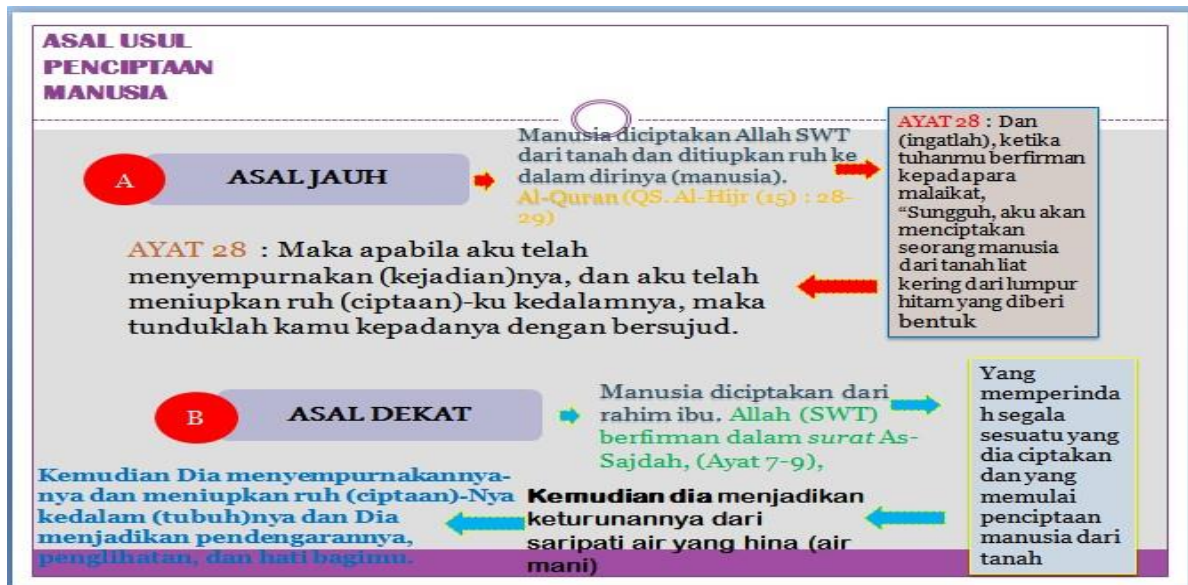 ASAL USUL
PENCIPTAAN
MANUSIA
A
ASAL JAUH
Manusia diciptakan Allah SWT
dari tanah dan ditiupkan ruh ke
dalam dirinya (manusia).
Al-Quran (QS. Al-Hijr (15) : 28-
29)
AYAT 28 : Dan
(ingatlah), ketika
tuhanmu berfirman
kepadapara
malaikat,
“Sungguh, aku akan
menciptakan
seorang manusia
dari tanah liat
kering dari lumpur
hitam yang diberi
bentuk
AYAT 28 : Maka apabila aku telah
menyempurnakan (kejadian)nya, dan aku telah
meniupkan ruh (ciptaan)-ku kedalamnya, maka
tunduklah kamu kepadanya dengan bersujud.
B
ASAL DEKAT
Manusia diciptakan dari
rahim ibu. Allah (SWT)
berfirman dalam surat As-
Sajdah, (Ayat 7-9),
Yang
memperinda
h segala
sesuatu yang
dia ciptakan
dan yang
memulai
penciptaan
manusia dari
tanah
Kemudian dia menjadikan
keturunannya dari
saripati air yang hina (air
mani)
Kemudian Dia menyempurnakannya-
nya dan meniupkan ruh (ciptaan)-Nya
kedalam (tubuh)nya dan Dia
menjadikan pendengarannya,
penglihatan, dan hati bagimu.